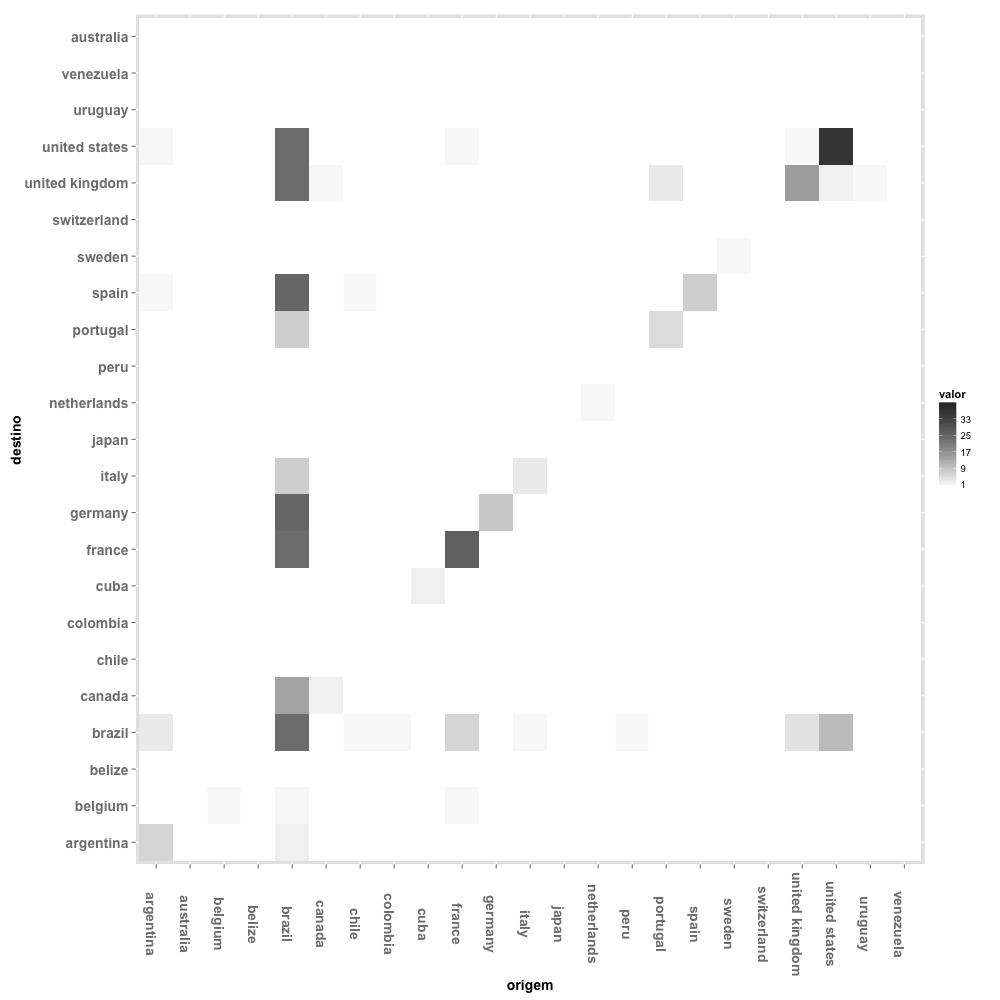 australia
venezuela
uruguay
united states
united kingdom
switzerland
sweden
spain
portugal
peru
netherlands
japan
italy
germany
france
cuba
colombia
chile
canada
brazil
belize
belgium
argentina
destino
argentina
australia
belgium
belize
brazil
canada
chile
colombia
cuba
france
germany
italy
japan
netherlands
peru
portugal
spain
sweden
switzerland
united kingdom
united states
uruguay
venezuela
origem
valor
33
25
17
9
1